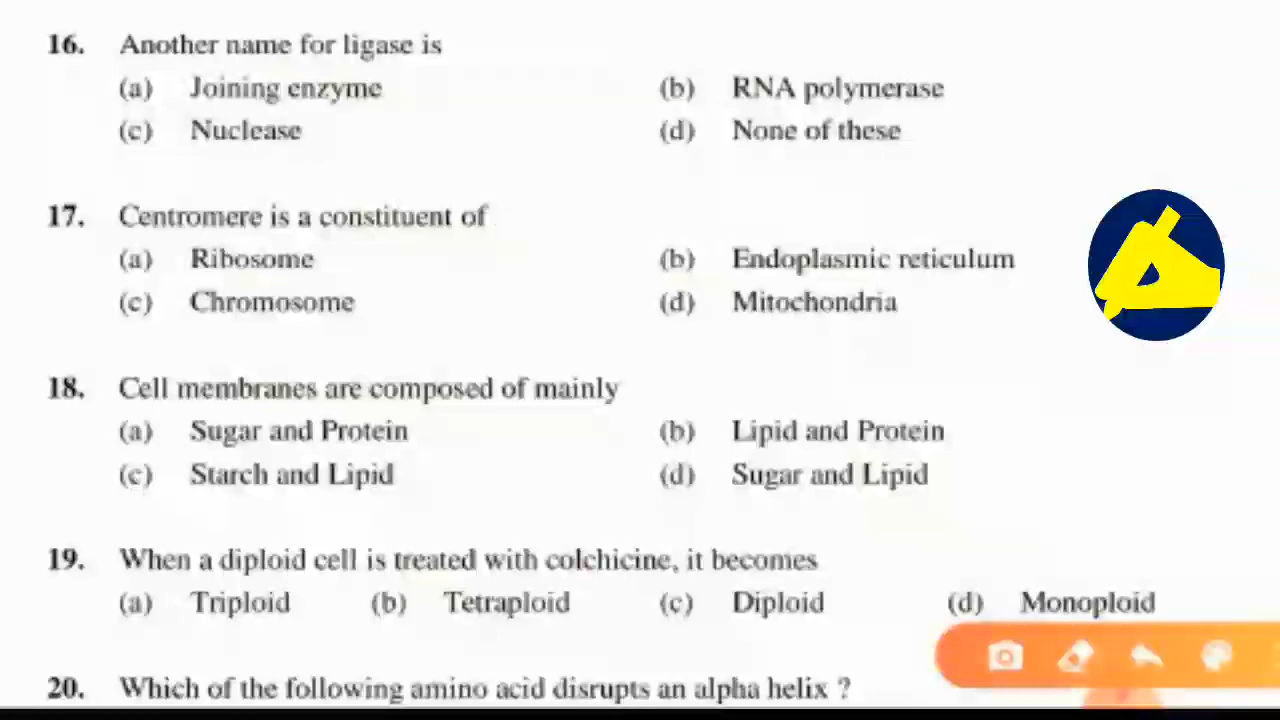 16. Another name for ligase is
(a) Joining enzyme (b) RNA polymerase
(c) Nuclease (d) None of these
17. Centromere is a constituent of
(a) Ribosome (b) Endoplasmic reticulum
(c) Chromosome (d) Mitochondria
18. Cell membranes are composed of mainly
(a) Sugar and Protein (b) Lipid and Protein
(c) Starch and Lipid (d) Sugar and Lipid
19. When a diploid cell is treated with colchicine, it becomes
(a) Triploid (b) Tetraploid (c) Diploid (d) Monoploid
20. Which of the following amino acid disrupts an alpha helix ?